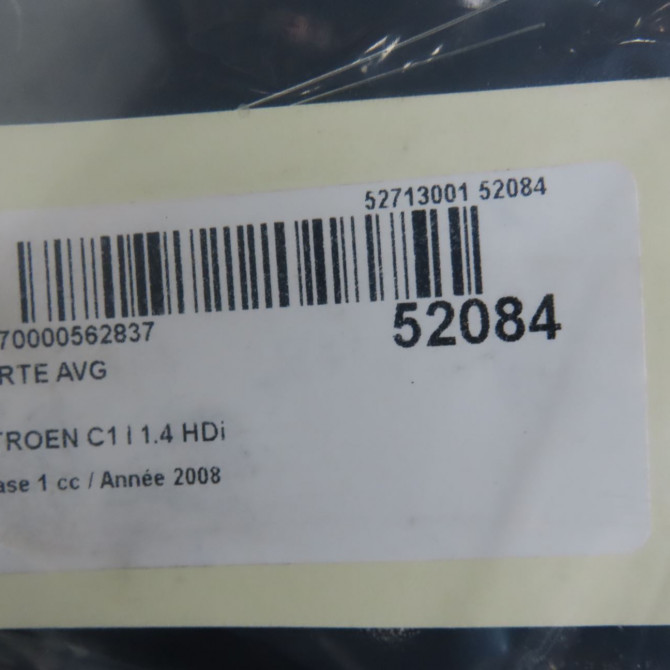 52713001 52084
70000562837
52084
RTE AVG
TROEN C1 I 1.4 HDi
ase 1 cc / Année 2008